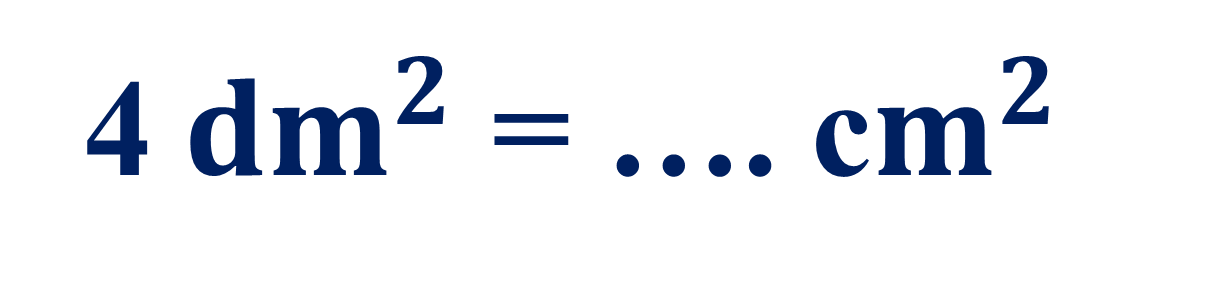 4 dm² = .... cm²